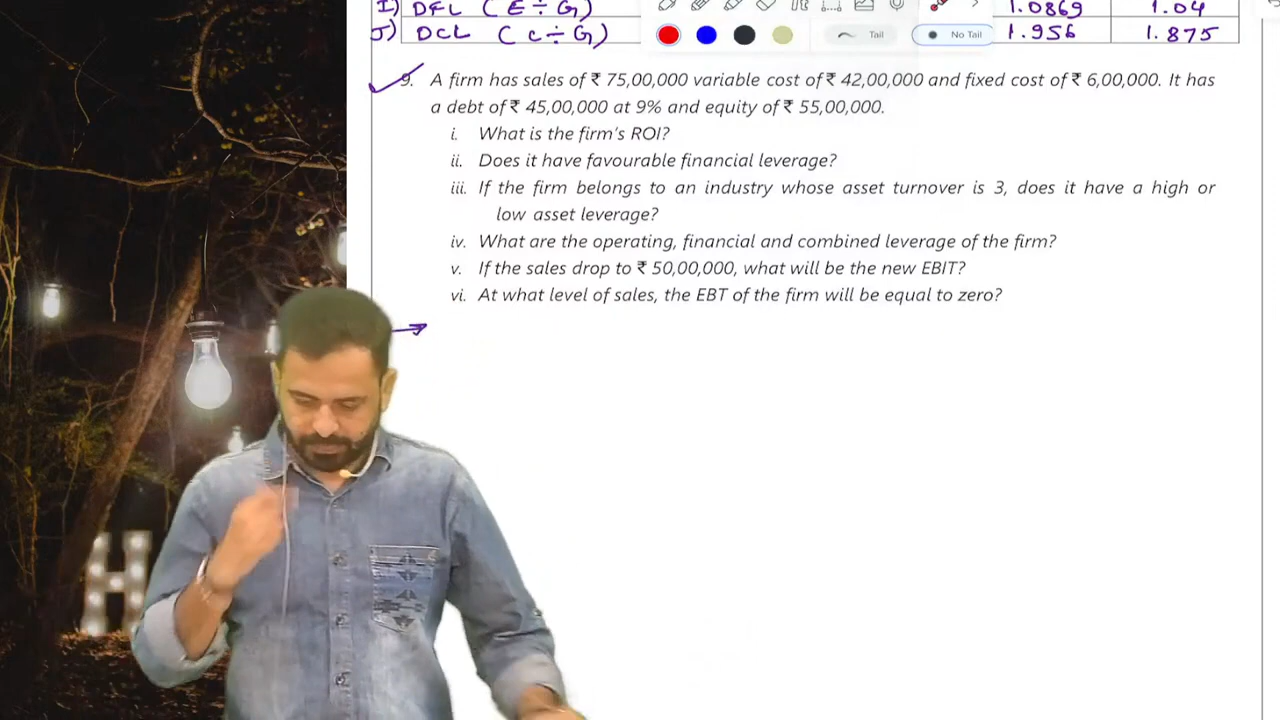 I) DFL ( E ÷ G) 1.0869 1.04
J) DCL ( C ÷ G) 1.956 1.875
Tail No Tail
9. A firm has sales of ₹ 75,00,000 variable cost of ₹ 42,00,000 and fixed cost of ₹ 6,00,000. It has
a debt of ₹ 45,00,000 at 9% and equity of ₹ 55,00,000.
i. What is the firm's ROI?
ii. Does it have favourable financial leverage?
iii. If the firm belongs to an industry whose asset turnover is 3, does it have a high or
low asset leverage?
iv. What are the operating, financial and combined leverage of the firm?
v. If the sales drop to ₹ 50,00,000, what will be the new EBIT?
vi. At what level of sales, the EBT of the firm will be equal to zero?
H